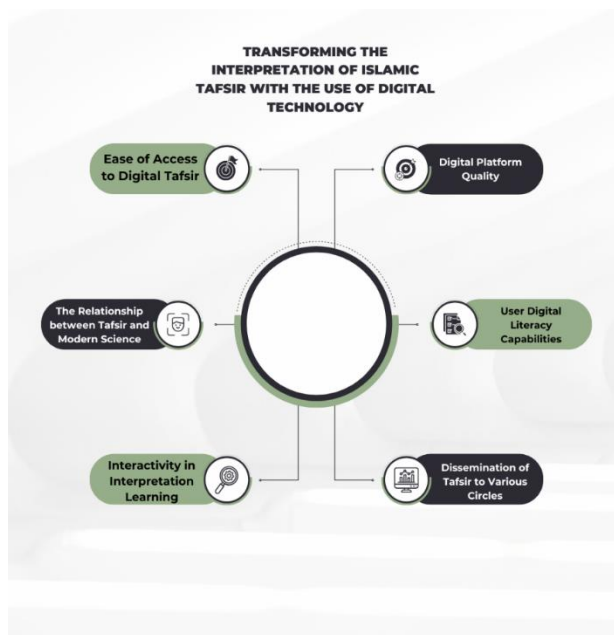 TRANSFORMING THE
INTERPRETATION OF ISLAMIC
TAFSIR WITH THE USE OF DIGITAL
TECHNOLOGY
Ease of Access
to Digital Tafsir
Digital Platform
Quality
The Relationship
between Tafsir and
Modern Science
User Digital
Literacy
Capabilities
Interactivity in
Interpretation
Learning
Dissemination of
Tafsir to Various
Circles